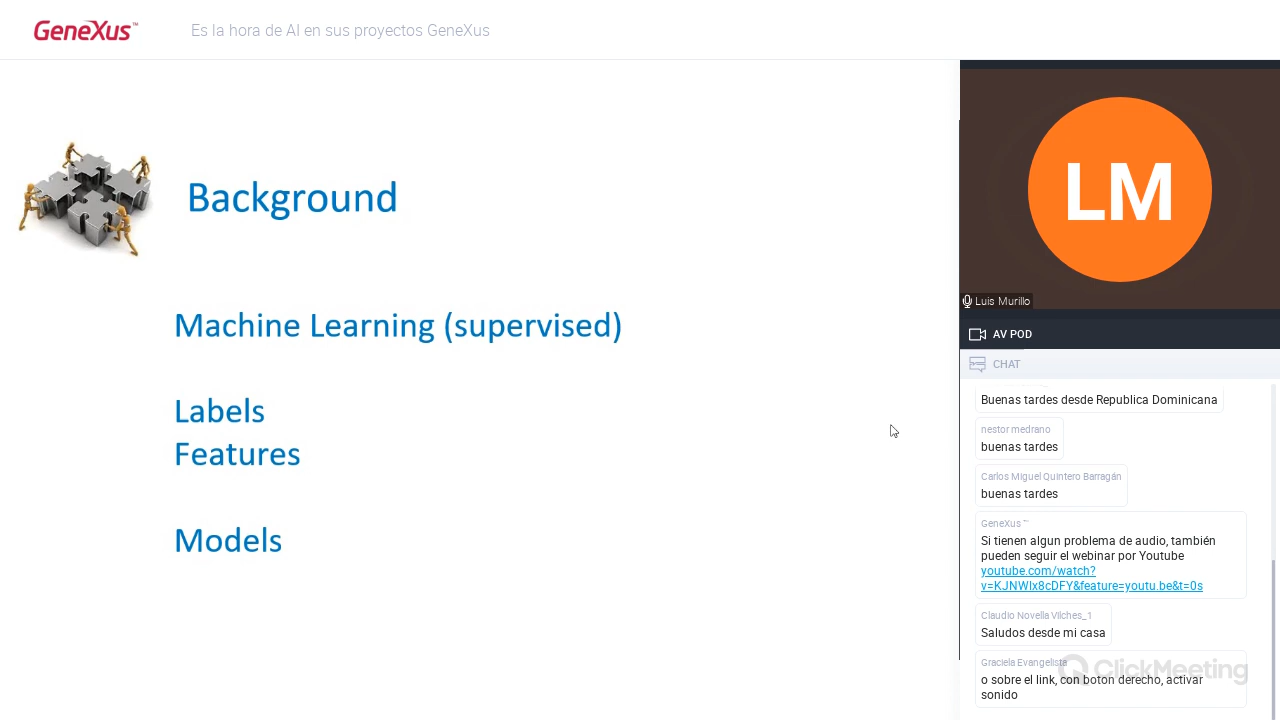 GeneXus™
Es la hora de AI en sus proyectos GeneXus
Background
Machine Learning (supervised)
Labels
Features
Models
LM
Luis Murillo
AV POD
CHAT
Buenas tardes desde Republica Dominicana
nestor medrano
buenas tardes
Carlos Miguel Quintero Barragán
buenas tardes
GeneXus ™
Si tienen algun problema de audio, también
pueden seguir el webinar por Youtube
youtube.com/watch?
v=KJNWIx8cDFY&feature=youtu.be&t=0s
Claudio Novella Vilches_1
Saludos desde mi casa
Graciela Evangelista
ClickMeeting
o sobre el link, con boton derecho, activar
sonido